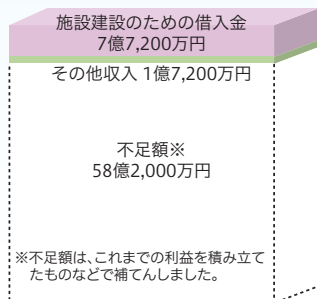 施設建設のための借入金
7億7,200万円
その他収入 1億7,200万円
不足額※
58億2,000万円
※不足額は、これまでの利益を積み立て
たものなどで補てんしました。